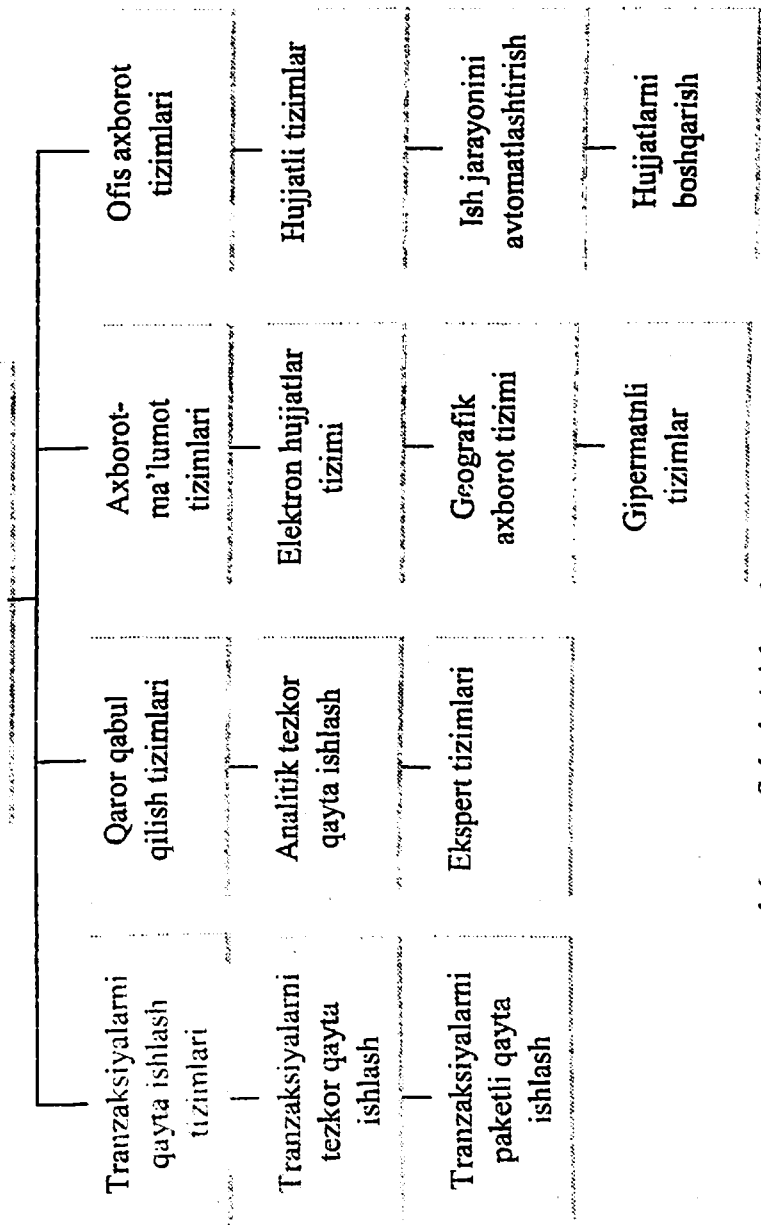 Tranzaksiyalarni
qayta ishlash
tizimlari
Qaror qabul
qilish tizimlari
Axborot-
ma'lumot
tizimlari
Ofis axborot
tizimlari
Tranzaksiyalarni
tezkor qayta
ishlash
Analitik tezkor
qayta ishlash
Elektron hujjatlar
tizimi
Hujjatli tizimlar
Tranzaksiyalarni
paketli qayta
ishlash
Ekspert tizimlari
Geografik
axborot tizimi
Ish jarayonini
avtomatlashtirish
Gipermatnli
tizimlar
Hujjatlarni
boshqarish